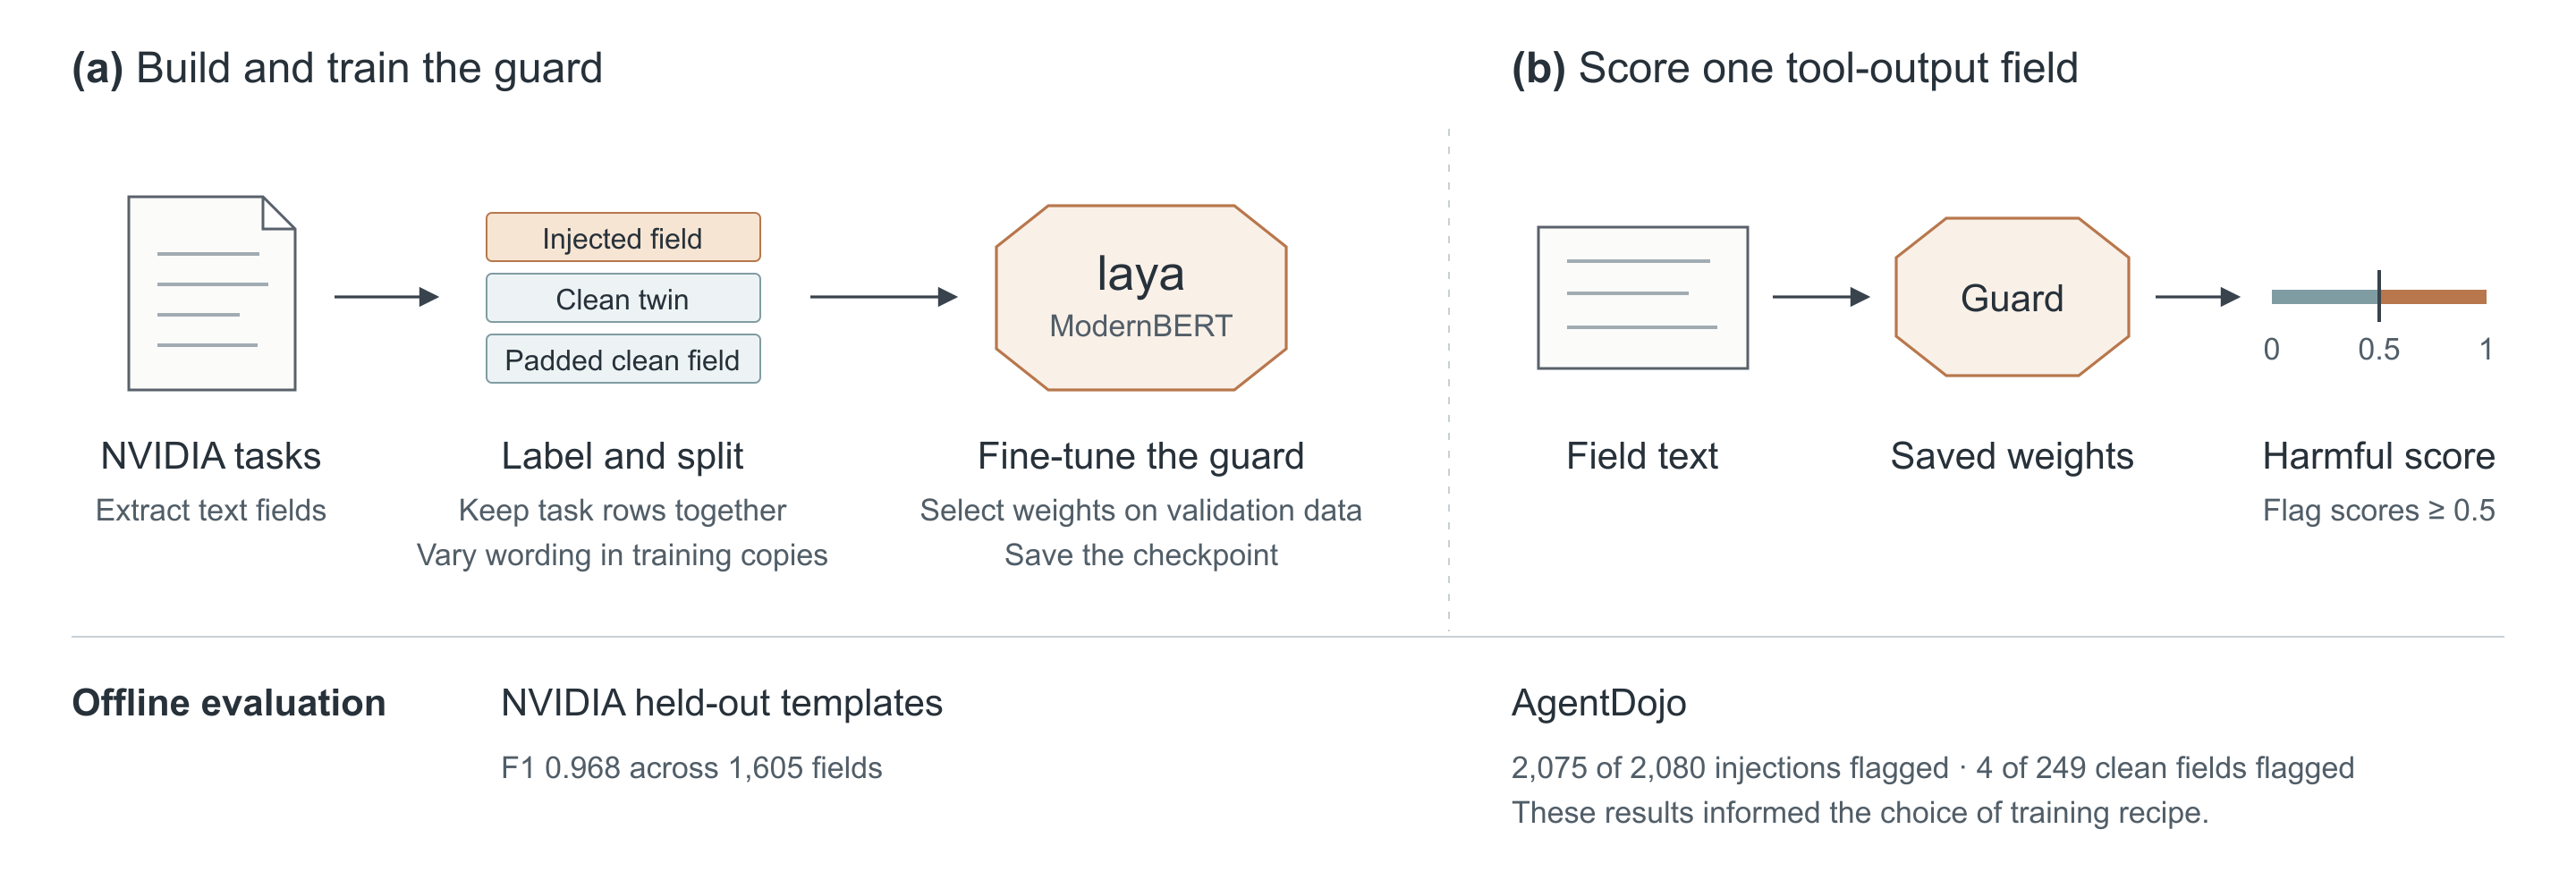 (a) Build and train the guard
Injected field
Clean twin
Padded clean field
laya
ModernBERT
NVIDIA tasks
Extract text fields
Label and split
Keep task rows together
Vary wording in training copies
Fine-tune the guard
Select weights on validation data
Save the checkpoint
(b) Score one tool-output field
Guard
0 0.5 1
Field text
Saved weights
Harmful score
Flag scores ≥ 0.5
Offline evaluation
NVIDIA held-out templates
F1 0.968 across 1,605 fields
AgentDojo
2,075 of 2,080 injections flagged · 4 of 249 clean fields flagged
These results informed the choice of training recipe.